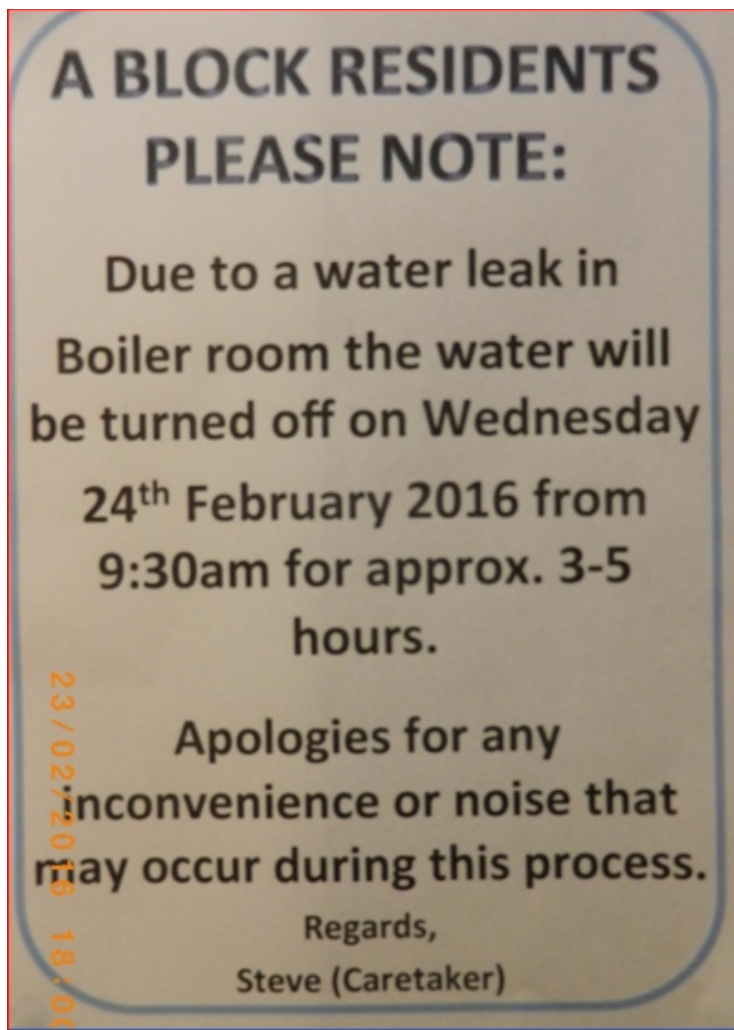 A BLOCK RESIDENTS
PLEASE NOTE:
Due to a water leak in
Boiler room the water will
be turned off on Wednesday
24th February 2016 from
9:30am for approx. 3-5
hours.
Apologies for any
inconvenience or noise that
may occur during this process.
Regards,
Steve (Caretaker)
23/02/2016